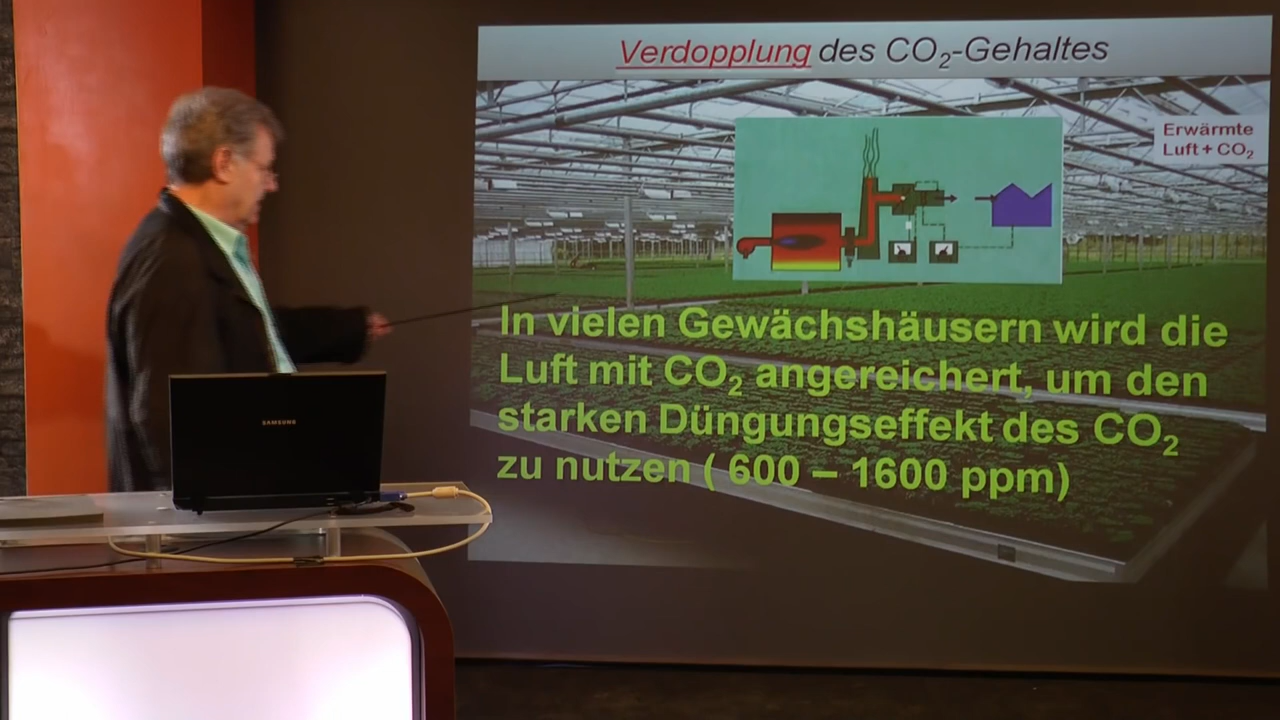 Verdopplung des CO₂-Gehaltes
Erwärmte
Luft + CO₂
In vielen Gewächshäusern wird die
Luft mit CO₂ angereichert, um den
starken Düngungseffekt des CO₂
zu nutzen ( 600 – 1600 ppm)
SAMSUNG